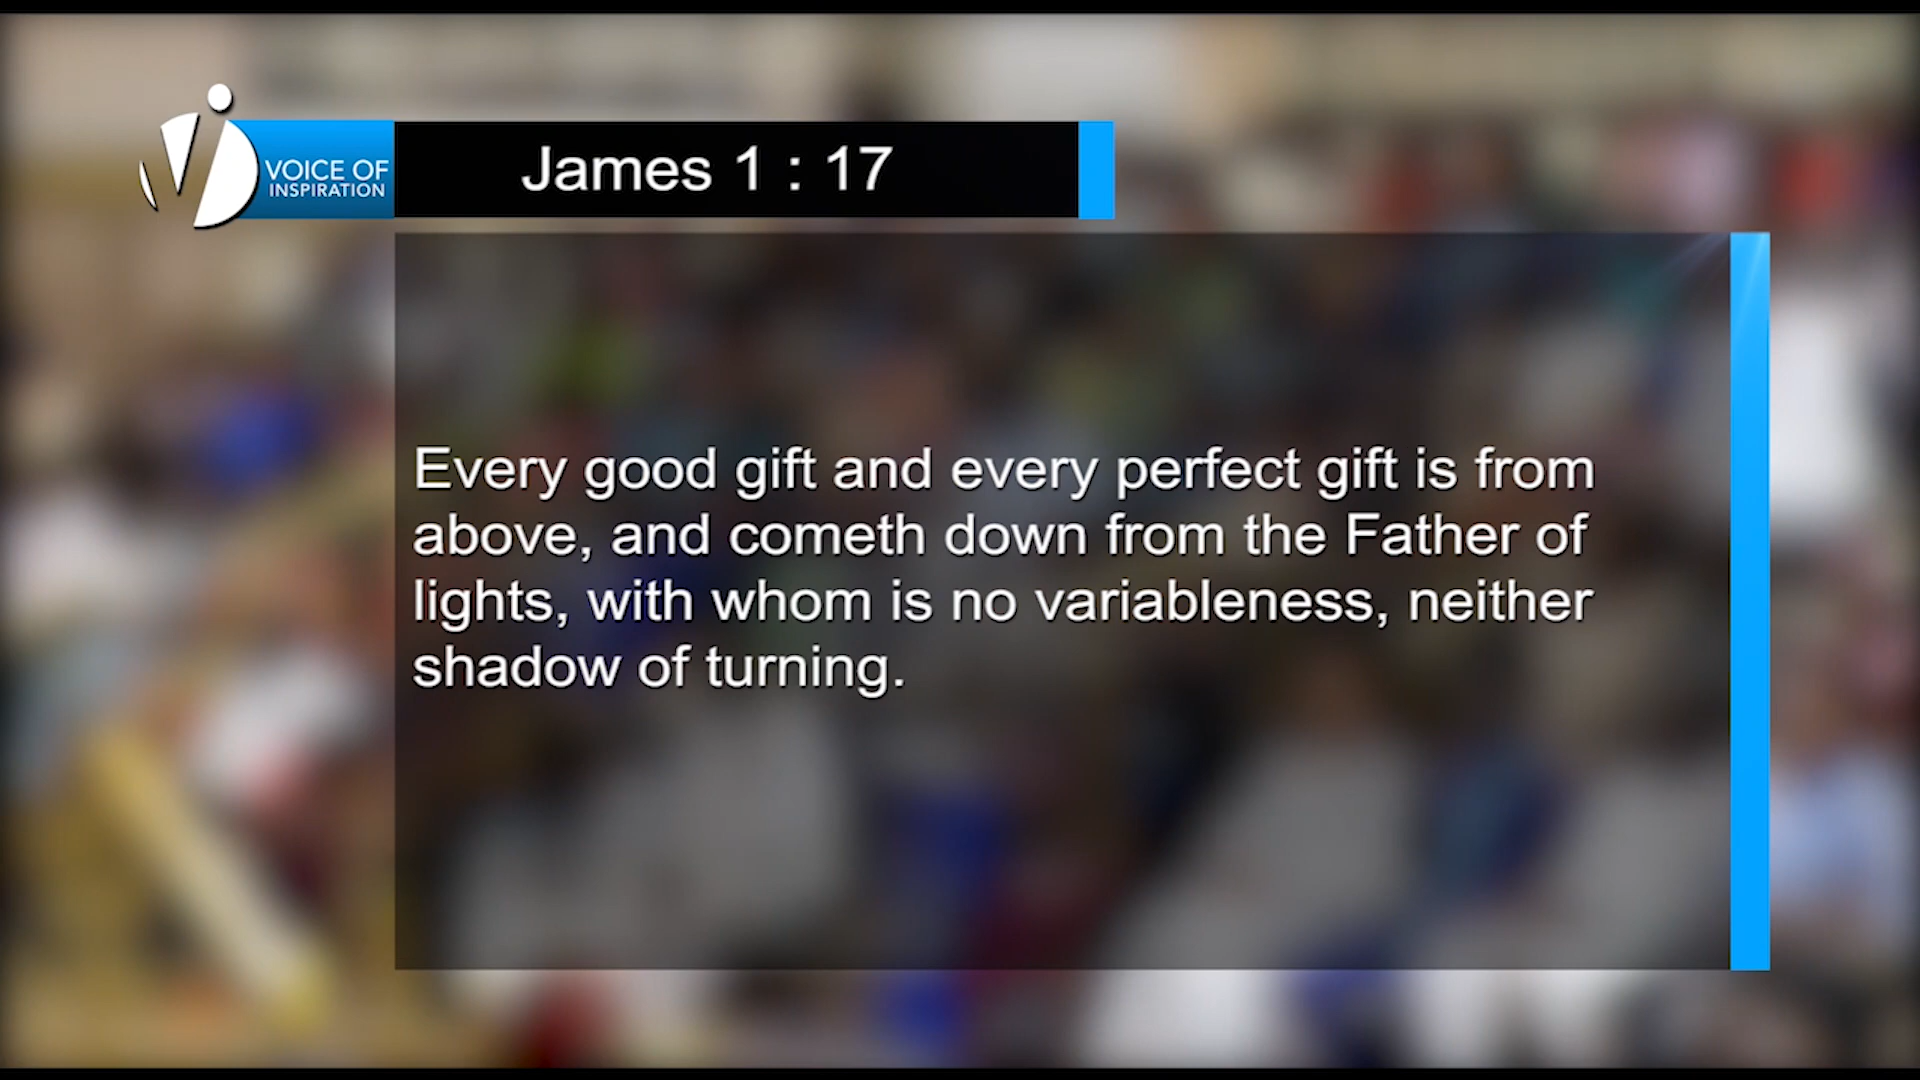 VOICE OF
INSPIRATION
James 1 : 17
Every good gift and every perfect gift is from
above, and cometh down from the Father of
lights, with whom is no variableness, neither
shadow of turning.